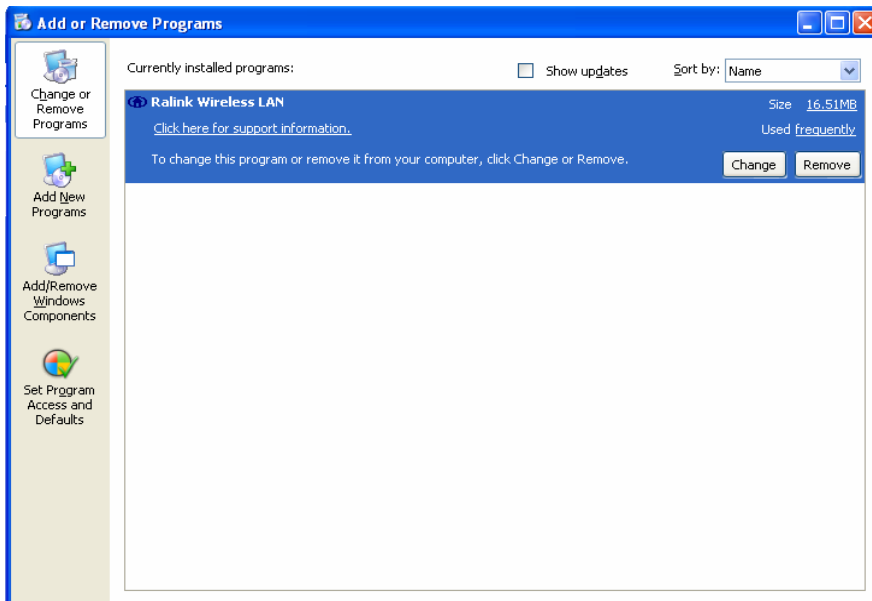 Add or Remove Programs
Change or
Remove
Programs
Add New
Programs
Add/Remove
Windows
Components
Set Program
Access and
Defaults
Currently installed programs:
Show updates
Sort by: Name
Ralink Wireless LAN
Size 16.51MB
Click here for support information.
Used frequently
To change this program or remove it from your computer, click Change or Remove.
Change Remove